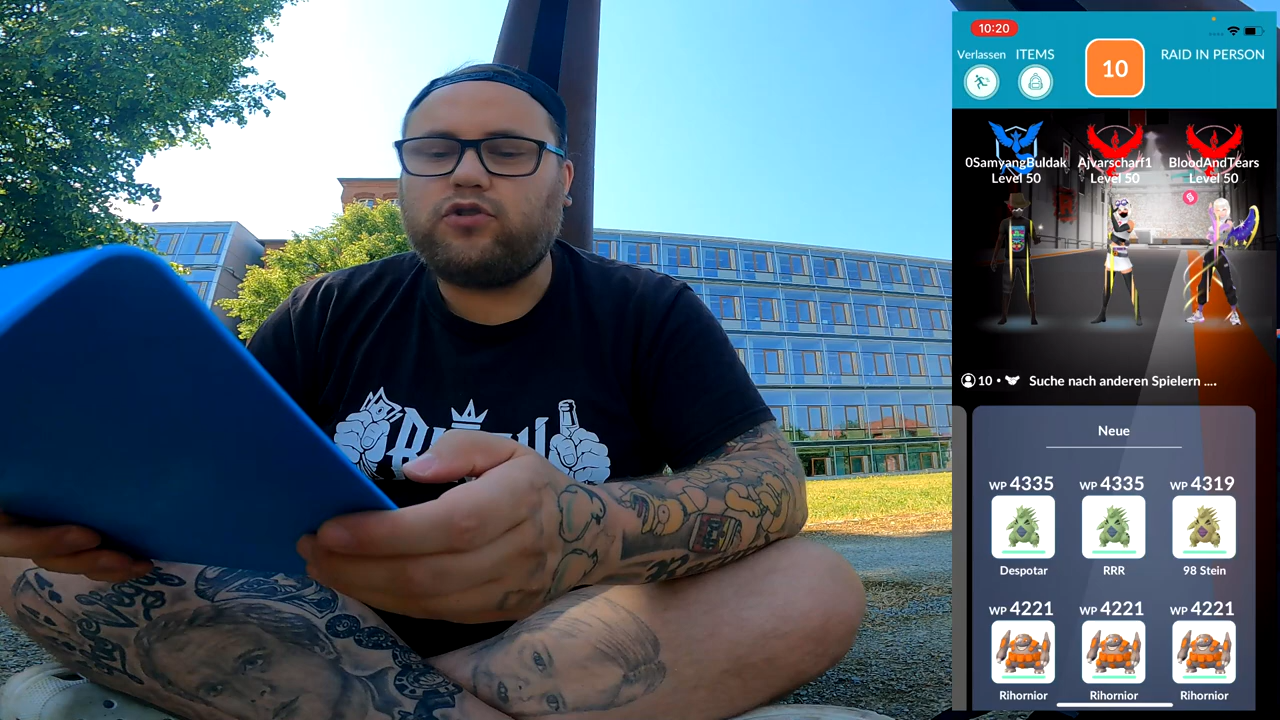 10:20
Verlassen
ITEMS
10
RAID IN PERSON
0SamyangBuldak
Level 50
Ajvarscharf1
Level 50
BloodAndTears
Level 50
10 • Suche nach anderen Spielern ....
Neue
WP 4335
WP 4335
WP 4319
Despotar
RRR
98 Stein
WP 4221
WP 4221
WP 4221
Rihornior
Rihornior
Rihornior